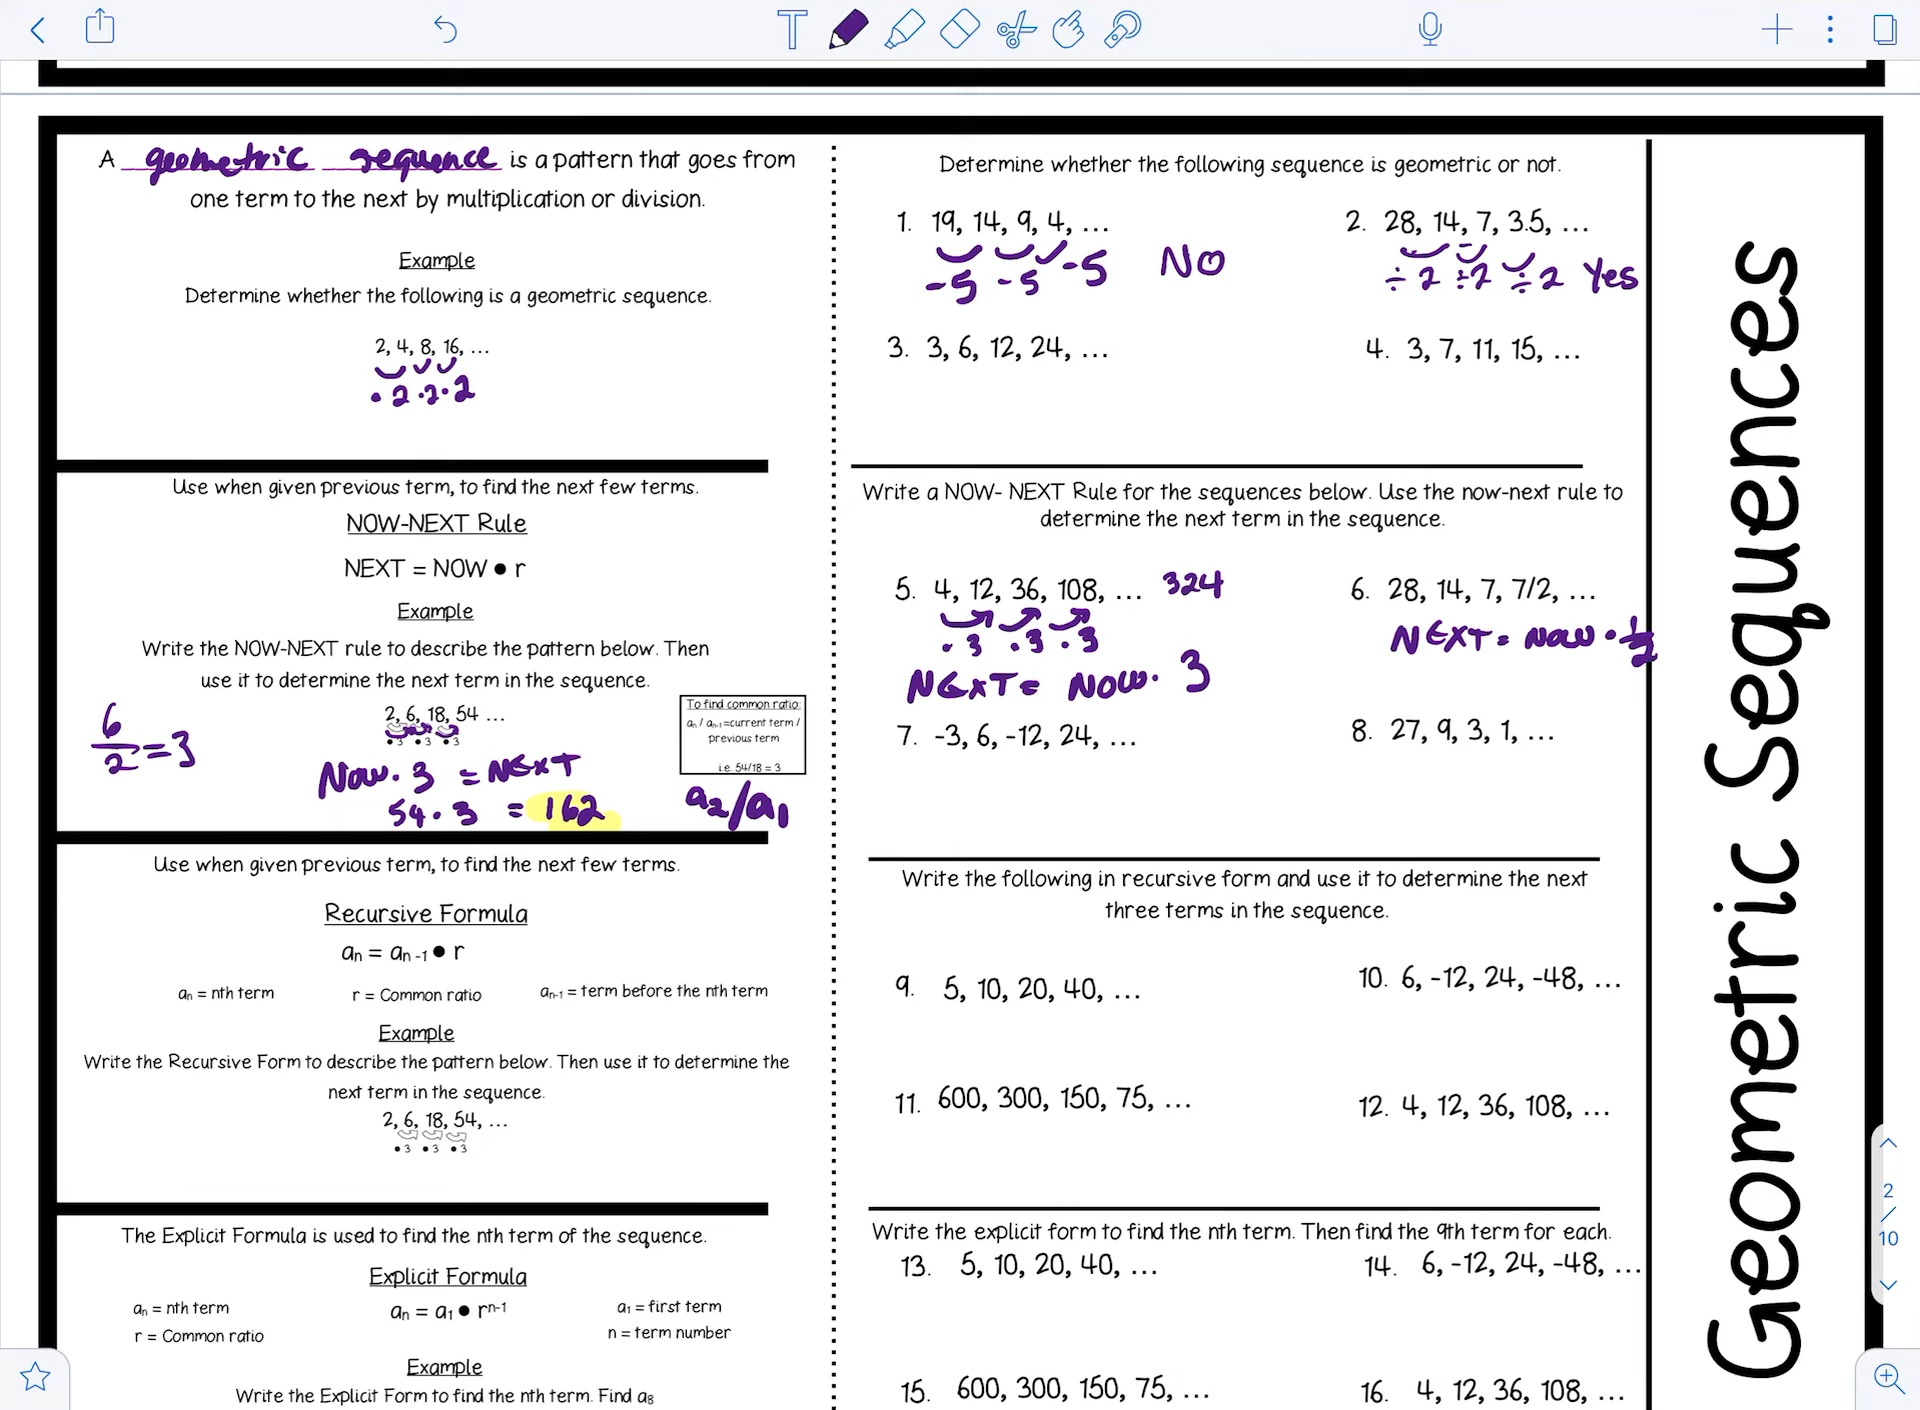 A geometric sequence is a pattern that goes from
one term to the next by multiplication or division.
Example
Determine whether the following is a geometric sequence.
2, 4, 8, 16, ...
• 2 • 2 • 2
Use when given previous term, to find the next few terms.
NOW-NEXT Rule
NEXT = NOW • r
Example
Write the NOW-NEXT rule to describe the pattern below. Then
use it to determine the next term in the sequence.
2, 6, 18, 54 ...
• 3 • 3 • 3
6/2 = 3
Now • 3 = NEXT
54 • 3 = 162
To find common ratio:
an / an-1 =current term /
previous term
i.e. 54/18 = 3
a2/a1
Use when given previous term, to find the next few terms.
Recursive Formula
an = an-1 • r
an = nth term r = Common ratio an-1 = term before the nth term
Example
Write the Recursive Form to describe the pattern below. Then use it to determine the
next term in the sequence.
2, 6, 18, 54, ...
• 3 • 3 • 3
The Explicit Formula is used to find the nth term of the sequence.
Explicit Formula
an = nth term an = a1 • rn-1 a1 = first term
r = Common ratio n = term number
Example
Write the Explicit Form to find the nth term. Find a8
Determine whether the following sequence is geometric or not.
1. 19, 14, 9, 4, ... 2. 28, 14, 7, 3.5, ...
-5 -5 -5 NO ÷2 ÷2 ÷2 Yes
3. 3, 6, 12, 24, ... 4. 3, 7, 11, 15, ...
Write a NOW- NEXT Rule for the sequences below. Use the now-next rule to
determine the next term in the sequence.
5. 4, 12, 36, 108, ... 324 6. 28, 14, 7, 7/2, ...
• 3 • 3 • 3 NEXT = NOW • 1/2
NEXT = NOW • 3
7. -3, 6, -12, 24, ... 8. 27, 9, 3, 1, ...
Write the following in recursive form and use it to determine the next
three terms in the sequence.
9. 5, 10, 20, 40, ... 10. 6, -12, 24, -48, ...
11. 600, 300, 150, 75, ... 12. 4, 12, 36, 108, ...
Write the explicit form to find the nth term. Then find the 9th term for each.
13. 5, 10, 20, 40, ... 14. 6, -12, 24, -48, ...
15. 600, 300, 150, 75, ... 16. 4, 12, 36, 108, ...
Geometric Sequences
2
/
10